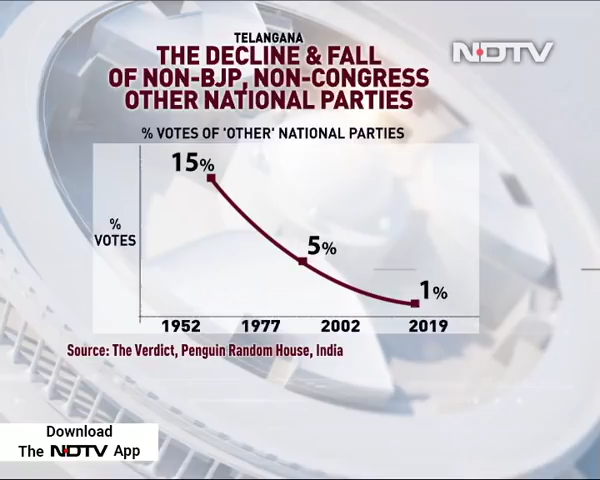 TELANGANA
THE DECLINE & FALL
OF NON-BJP, NON-CONGRESS
OTHER NATIONAL PARTIES
NDTV
% VOTES OF 'OTHER' NATIONAL PARTIES
15%
%
VOTES
5%
1%
1952 1977 2002 2019
Source: The Verdict, Penguin Random House, India
Download
The NDTV App